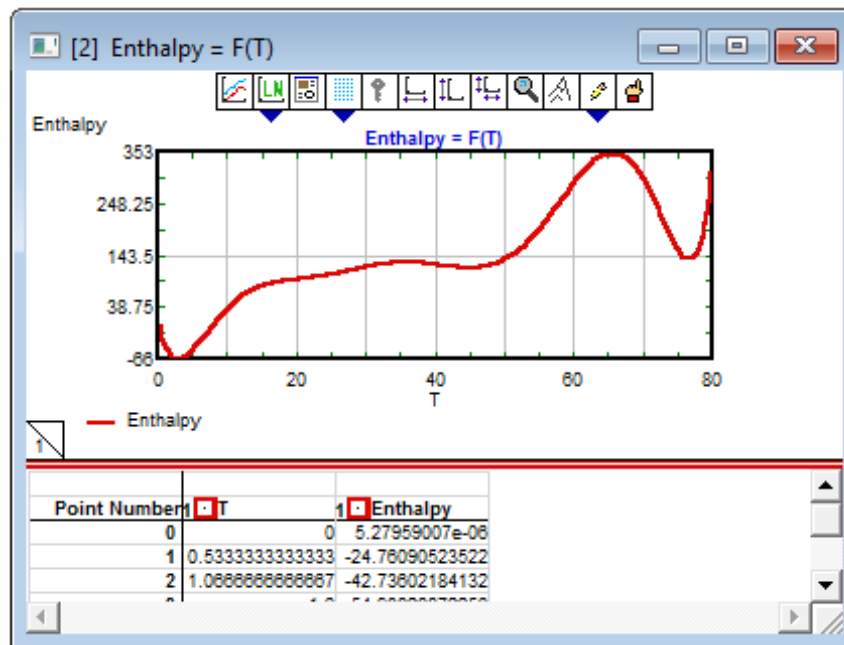 [2] Enthalpy = F(T)
LN
Enthalpy
Enthalpy = F(T)
353
248.25
143.5
38.75
-66
0 20 40 60 80
T
Enthalpy
1
Point Number 1 T 1 Enthalpy
0 0 5.27959007e-06
1 0.5333333333333 -24.76090523522
2 1.0666666666667 -42.73602184132